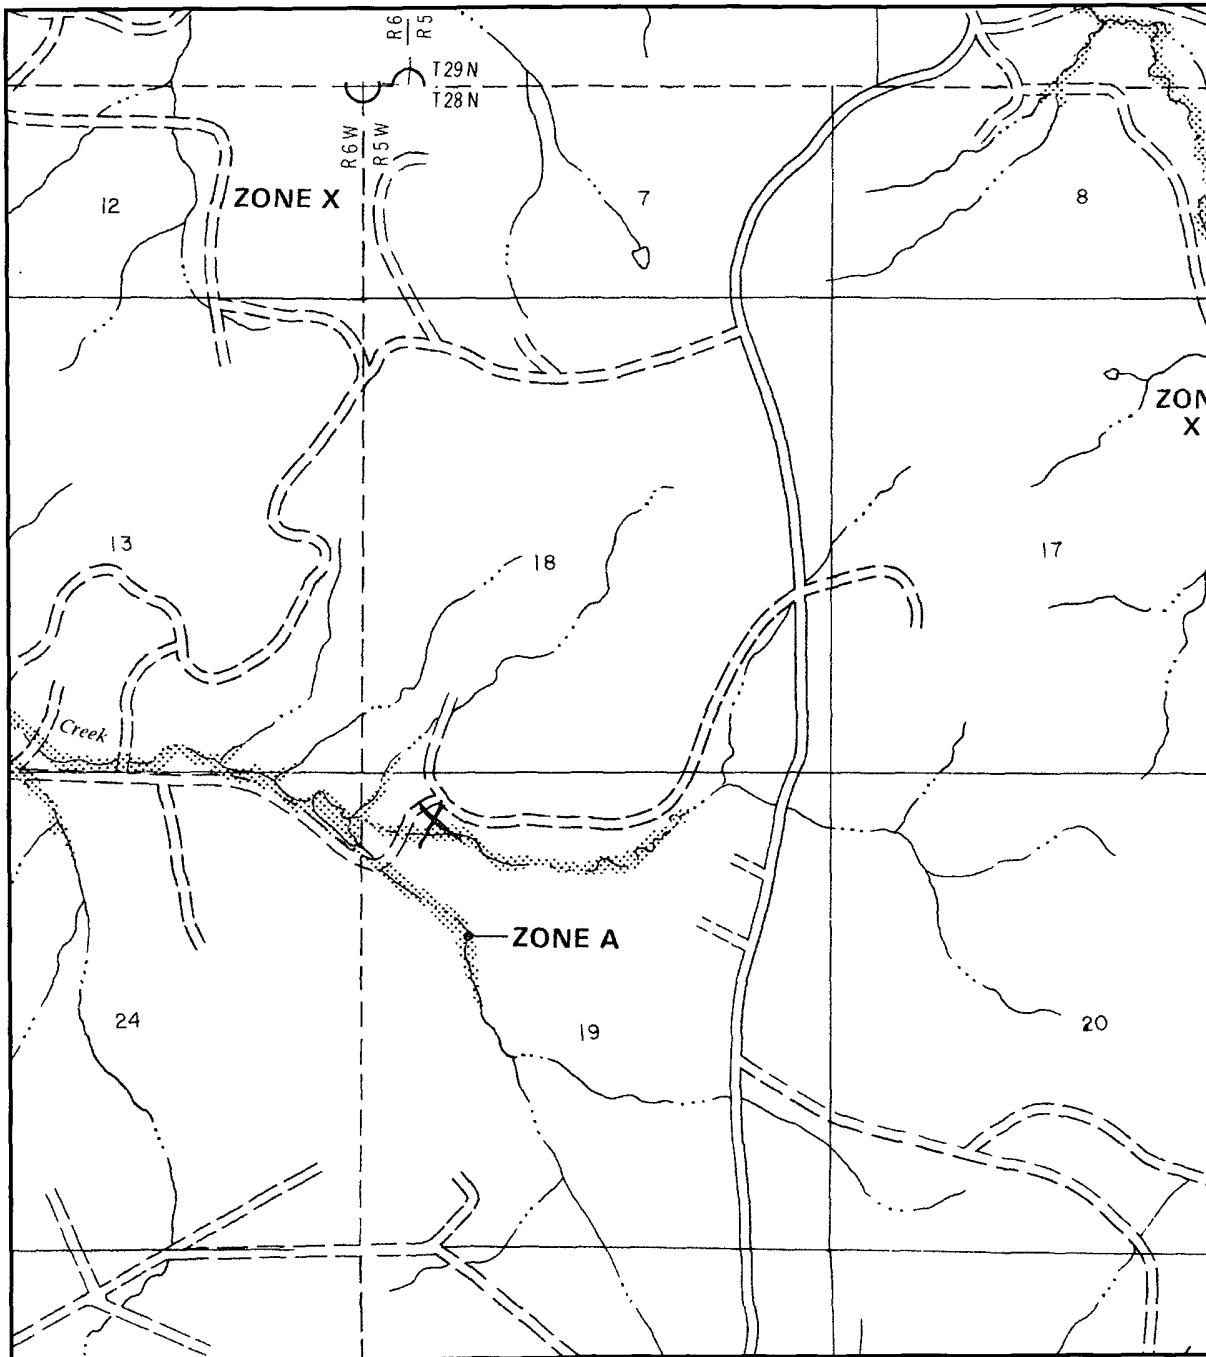 R6
R5
T29N
T28N
R6W
R5W
12
ZONE X
7
8
ZON
X
13
18
17
Creek
X
ZONE A
24
19
20